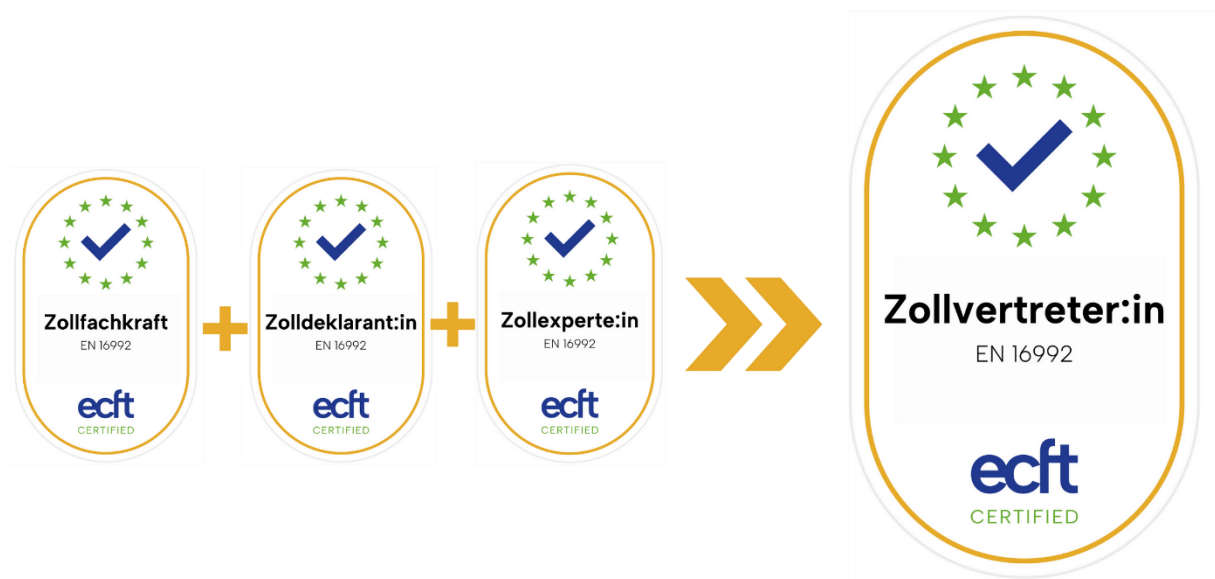 Zollfachkraft
EN 16992
ecft
CERTIFIED
+
Zolldeklarant:in
EN 16992
ecft
CERTIFIED
+
Zollexperte:in
EN 16992
ecft
CERTIFIED
Zollvertreter:in
EN 16992
ecft
CERTIFIED